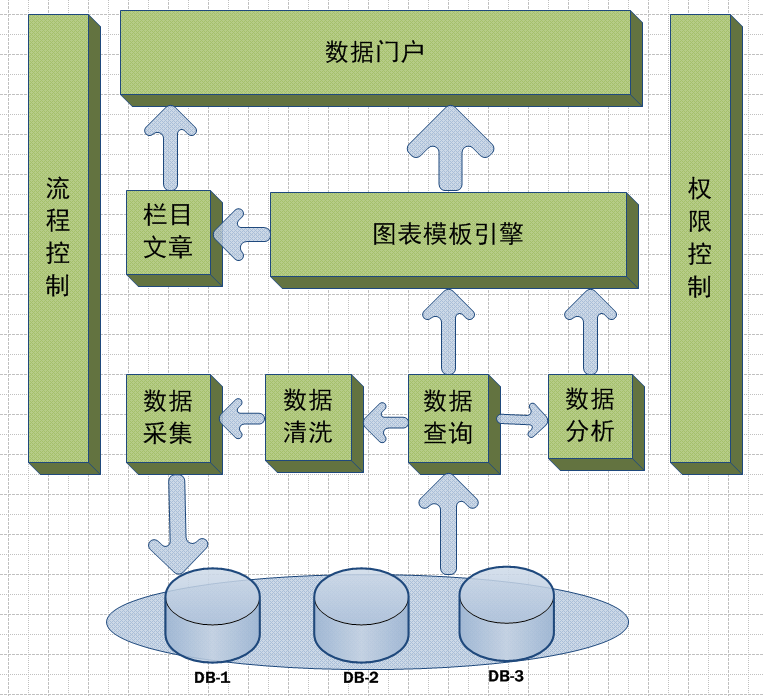 数据门户
流
程
控
制
权
限
控
制
栏目
文章
图表模板引擎
数据
采集
数据
清洗
数据
查询
数据
分析
DB-1
DB-2
DB-3